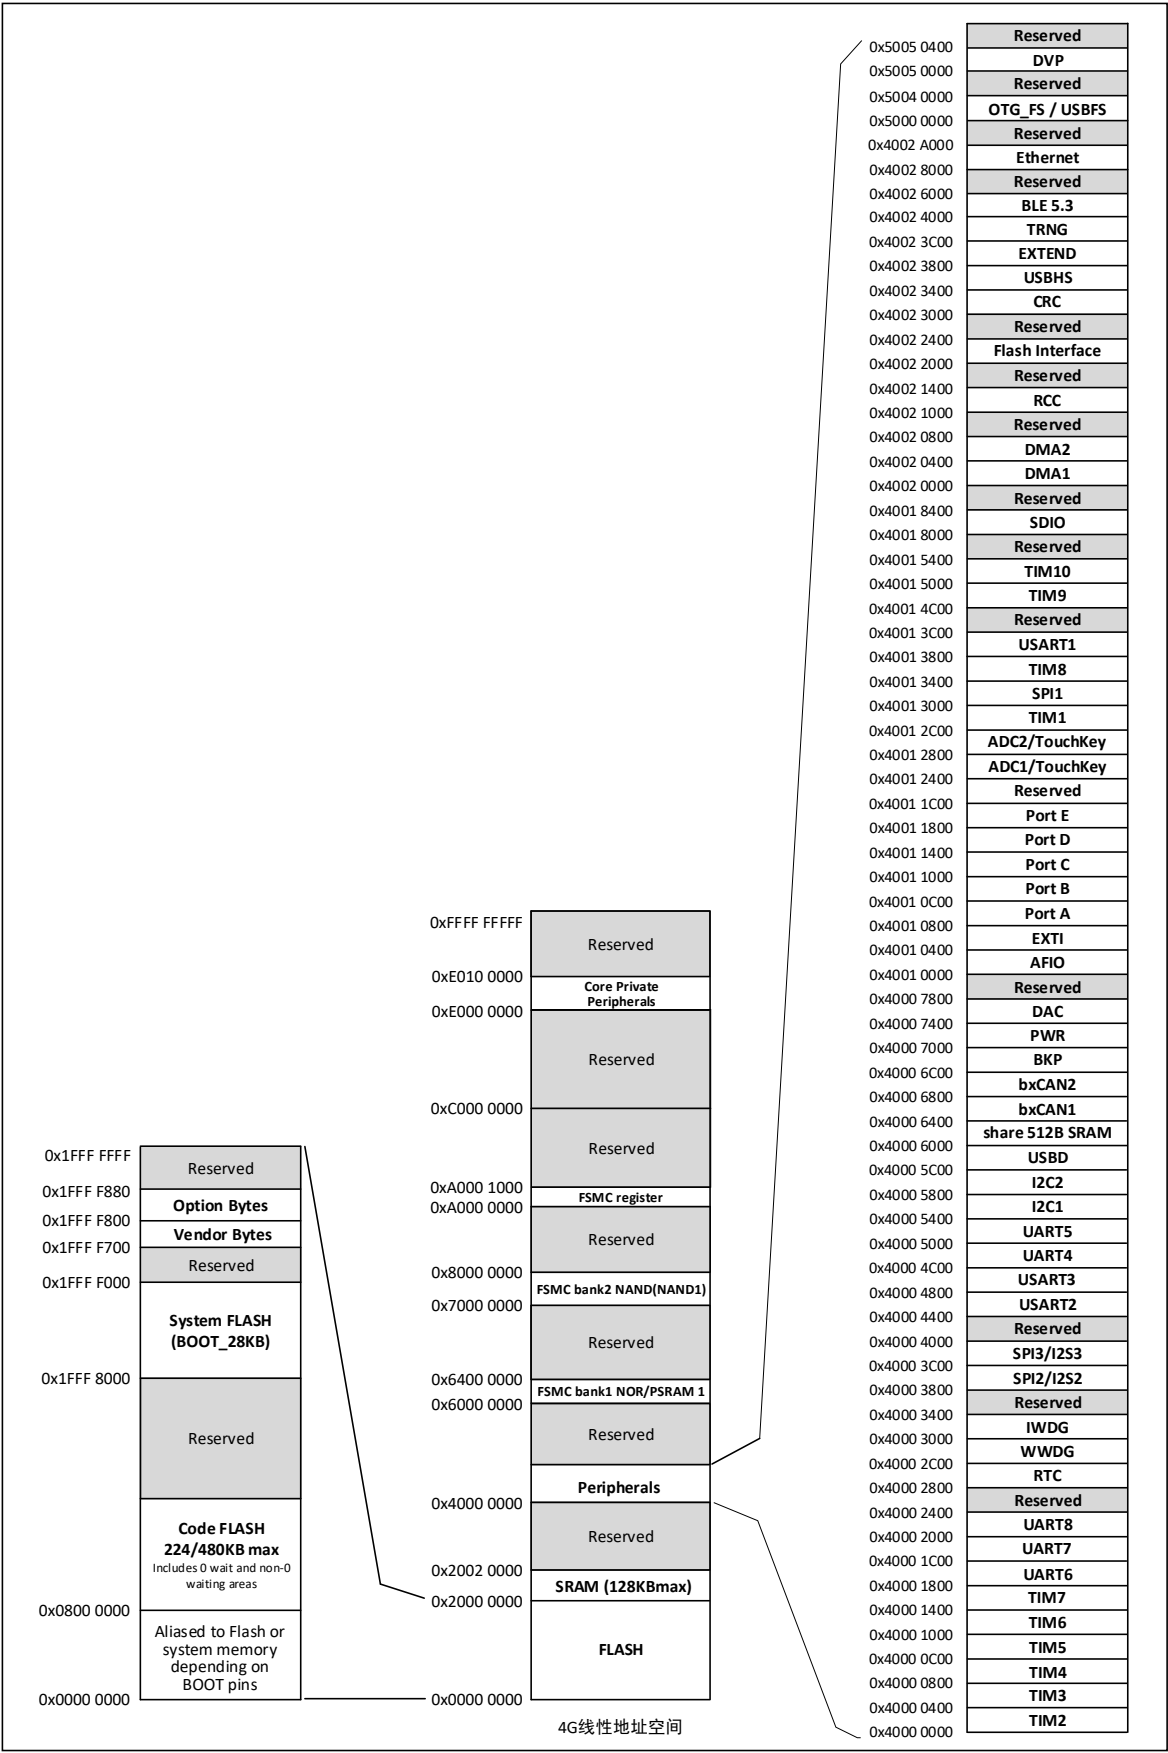 0x1FFF FFFF
Reserved
0x1FFF F880
Option Bytes
0x1FFF F800
Vendor Bytes
0x1FFF F700
Reserved
0x1FFF F000
System FLASH
(BOOT_28KB)
0x1FFF 8000
Reserved
Code FLASH
224/480KB max
Includes 0 wait and non-0
waiting areas
0x0800 0000
Aliased to Flash or
system memory
depending on
BOOT pins
0x0000 0000
0xFFFF FFFFF
Reserved
0xE010 0000
Core Private
Peripherals
0xE000 0000
Reserved
0xC000 0000
Reserved
0xA000 1000
FSMC register
0xA000 0000
Reserved
0x8000 0000
FSMC bank2 NAND(NAND1)
0x7000 0000
Reserved
0x6400 0000
FSMC bank1 NOR/PSRAM 1
0x6000 0000
Reserved
Peripherals
0x4000 0000
Reserved
0x2002 0000
SRAM (128KBmax)
0x2000 0000
FLASH
0x0000 0000
4G线性地址空间
Reserved
0x5005 0400
DVP
0x5005 0000
Reserved
0x5004 0000
OTG_FS / USBFS
0x5000 0000
Reserved
0x4002 A000
Ethernet
0x4002 8000
Reserved
0x4002 6000
BLE 5.3
0x4002 4000
TRNG
0x4002 3C00
EXTEND
0x4002 3800
USBHS
0x4002 3400
CRC
0x4002 3000
Reserved
0x4002 2400
Flash Interface
0x4002 2000
Reserved
0x4002 1400
RCC
0x4002 1000
Reserved
0x4002 0800
DMA2
0x4002 0400
DMA1
0x4002 0000
Reserved
0x4001 8400
SDIO
0x4001 8000
Reserved
0x4001 5400
TIM10
0x4001 5000
TIM9
0x4001 4C00
Reserved
0x4001 3C00
USART1
0x4001 3800
TIM8
0x4001 3400
SPI1
0x4001 3000
TIM1
0x4001 2C00
ADC2/TouchKey
0x4001 2800
ADC1/TouchKey
0x4001 2400
Reserved
0x4001 1C00
Port E
0x4001 1800
Port D
0x4001 1400
Port C
0x4001 1000
Port B
0x4001 0C00
Port A
0x4001 0800
EXTI
0x4001 0400
AFIO
0x4001 0000
Reserved
0x4000 7800
DAC
0x4000 7400
PWR
0x4000 7000
BKP
0x4000 6C00
bxCAN2
0x4000 6800
bxCAN1
0x4000 6400
share 512B SRAM
0x4000 6000
USBD
0x4000 5C00
I2C2
0x4000 5800
I2C1
0x4000 5400
UART5
0x4000 5000
UART4
0x4000 4C00
USART3
0x4000 4800
USART2
0x4000 4400
Reserved
0x4000 4000
SPI3/I2S3
0x4000 3C00
SPI2/I2S2
0x4000 3800
Reserved
0x4000 3400
IWDG
0x4000 3000
WWDG
0x4000 2C00
RTC
0x4000 2800
Reserved
0x4000 2400
UART8
0x4000 2000
UART7
0x4000 1C00
UART6
0x4000 1800
TIM7
0x4000 1400
TIM6
0x4000 1000
TIM5
0x4000 0C00
TIM4
0x4000 0800
TIM3
0x4000 0400
TIM2
0x4000 0000